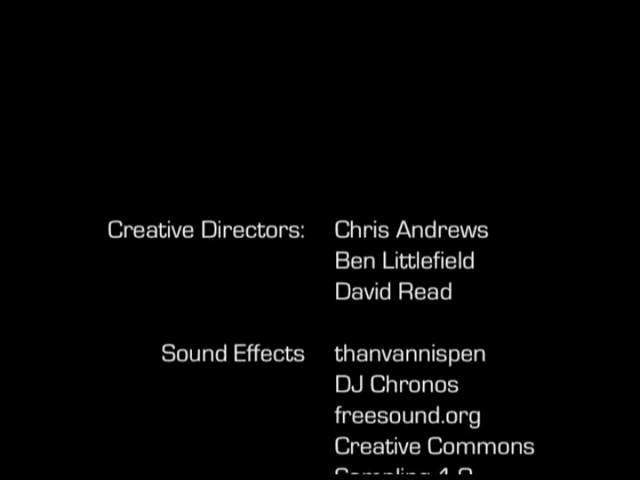 Creative Directors: Chris Andrews
Ben Littlefield
David Read
Sound Effects thanvannispen
DJ Chronos
freesound.org
Creative Commons